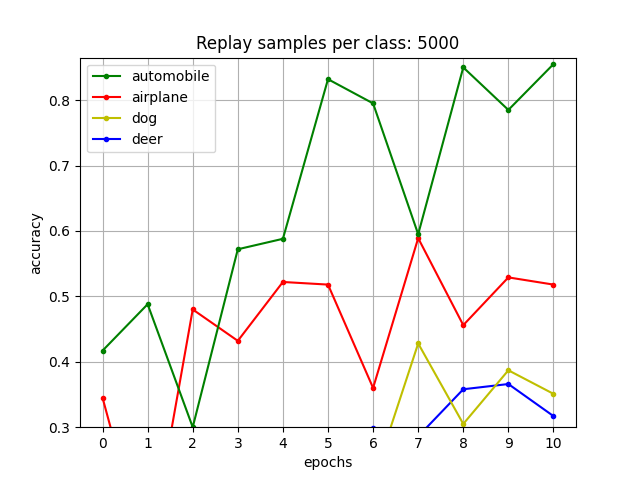 Replay samples per class: 5000
automobile
airplane
dog
deer
accuracy
0.8
0.7
0.6
0.5
0.4
0.3
0 1 2 3 4 5 6 7 8 9 10
epochs